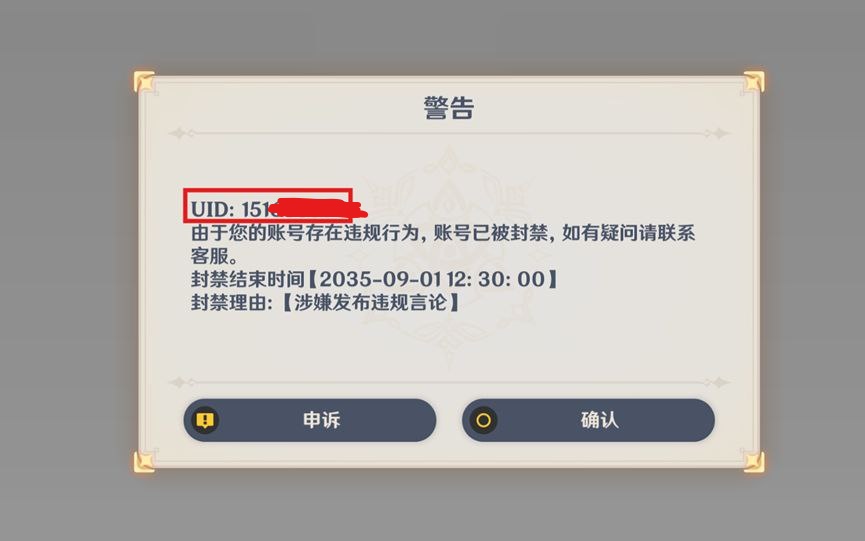 警告
UID: 151
由于您的账号存在违规行为, 账号已被封禁, 如有疑问请联系
客服。
封禁结束时间【2035-09-01 12: 30: 00】
封禁理由:【涉嫌发布违规言论】
申诉
确认